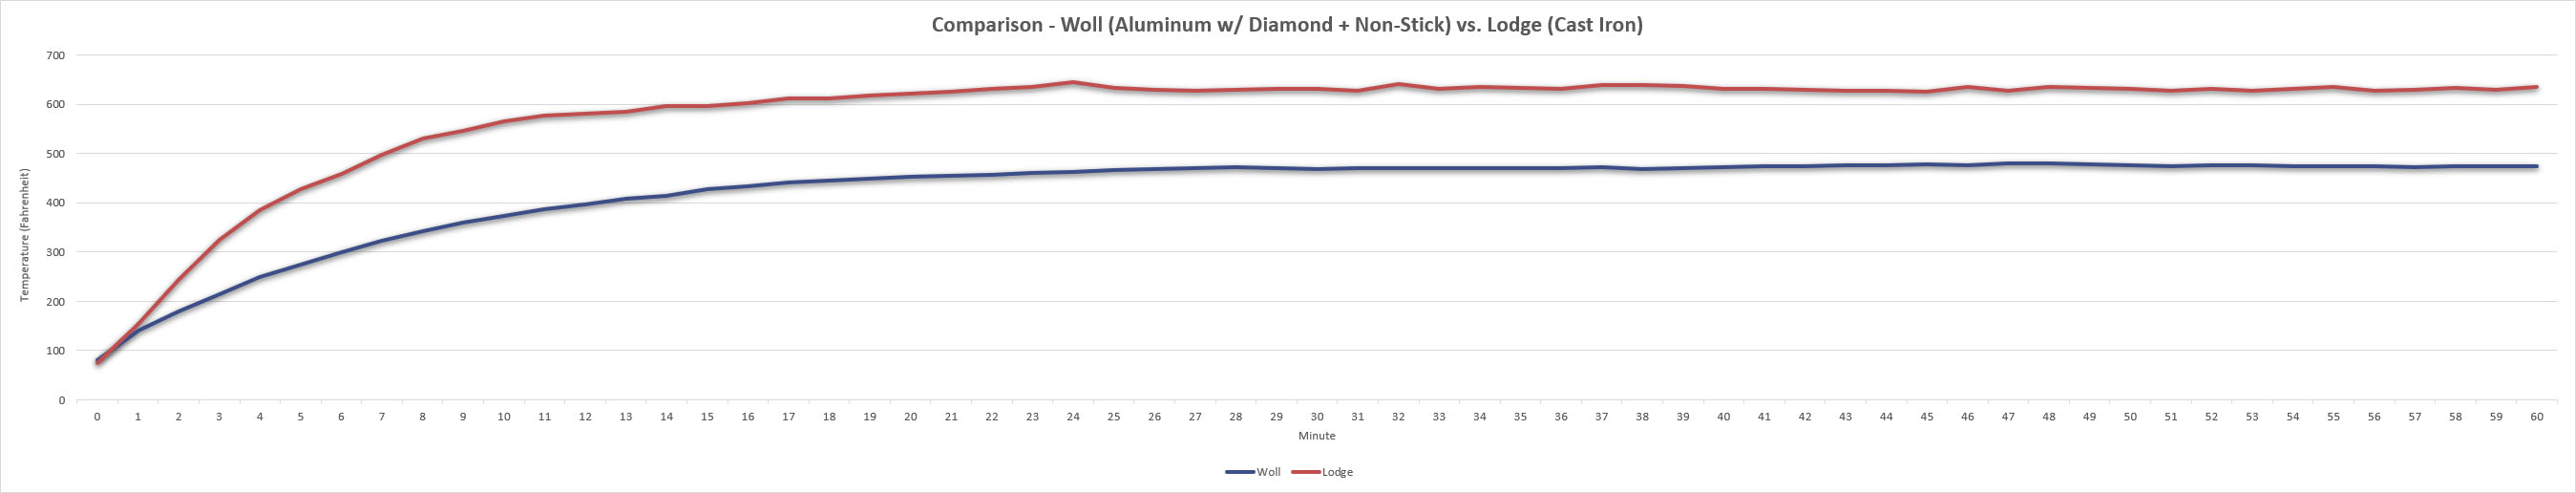 Comparison - Woll (Aluminum w/ Diamond + Non-Stick) vs. Lodge (Cast Iron)
700
600
500
400
300
200
100
0
Temperature (Fahrenheit)
0 1 2 3 4 5 6 7 8 9 10 11 12 13 14 15 16 17 18 19 20 21 22 23 24 25 26 27 28 29 30 31 32 33 34 35 36 37 38 39 40 41 42 43 44 45 46 47 48 49 50 51 52 53 54 55 56 57 58 59 60
Minute
Woll Lodge